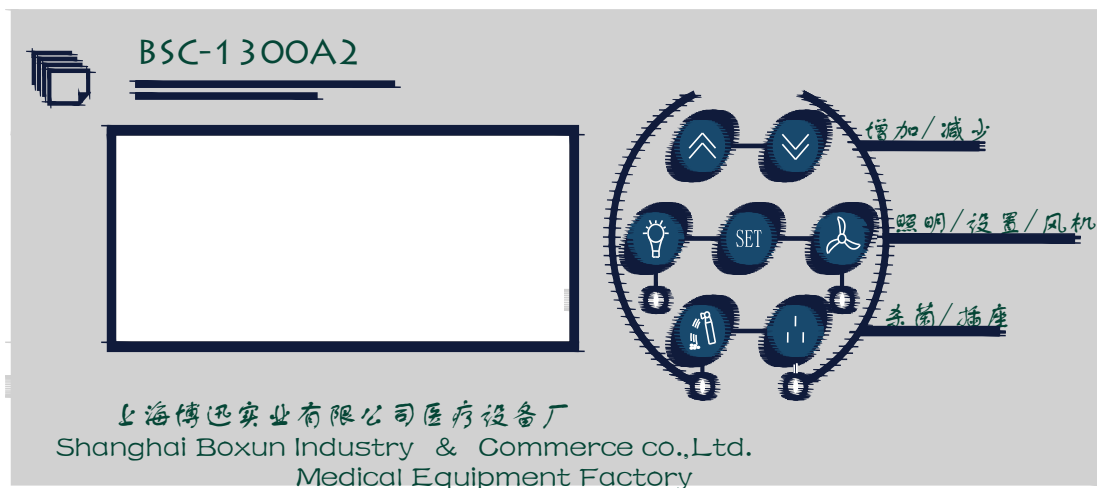 BSC-1300A2
增加/减少
SET
照明/设置/风机
杀菌/插座
上海博迅实业有限公司医疗设备厂
Shanghai Boxun Industry & Commerce co.,Ltd.
Medical Equipment Factory